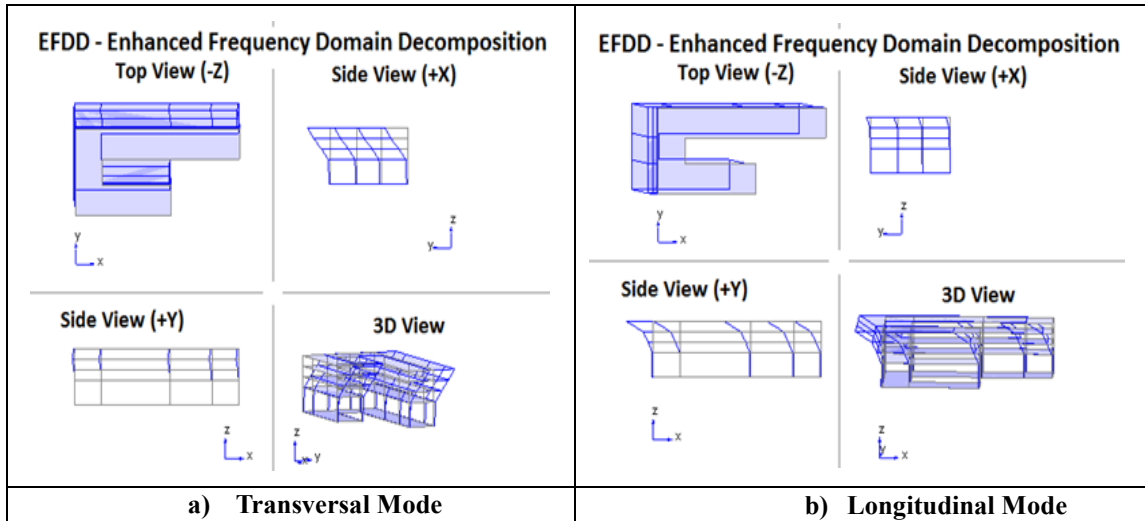 EFDD - Enhanced Frequency Domain Decomposition
Top View (-Z)
Side View (+X)
y
x
z
y
Side View (+Y)
3D View
z
x
z
y
x
a) Transversal Mode
EFDD - Enhanced Frequency Domain Decomposition
Top View (-Z)
Side View (+X)
y
x
z
y
Side View (+Y)
3D View
z
x
z
y
x
b) Longitudinal Mode